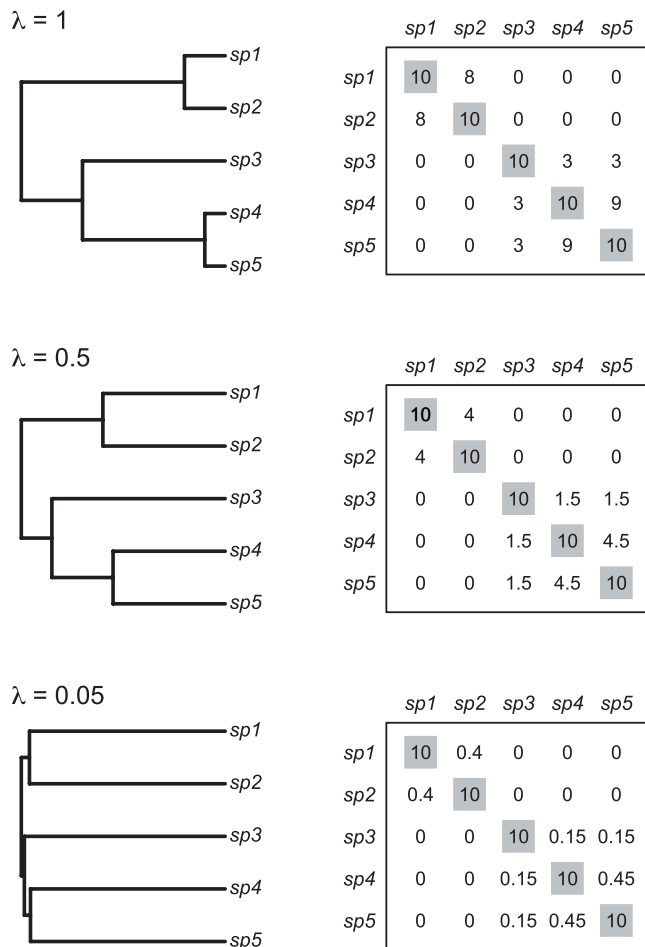 λ = 1
sp1 sp2 sp3 sp4 sp5
sp1
sp2
sp3
sp4
sp5
sp1 10 8 0 0 0
sp2 8 10 0 0 0
sp3 0 0 10 3 3
sp4 0 0 3 10 9
sp5 0 0 3 9 10
λ = 0.5
sp1 sp2 sp3 sp4 sp5
sp1
sp2
sp3
sp4
sp5
sp1 10 4 0 0 0
sp2 4 10 0 0 0
sp3 0 0 10 1.5 1.5
sp4 0 0 1.5 10 4.5
sp5 0 0 1.5 4.5 10
λ = 0.05
sp1 sp2 sp3 sp4 sp5
sp1
sp2
sp3
sp4
sp5
sp1 10 0.4 0 0 0
sp2 0.4 10 0 0 0
sp3 0 0 10 0.15 0.15
sp4 0 0 0.15 10 0.45
sp5 0 0 0.15 0.45 10